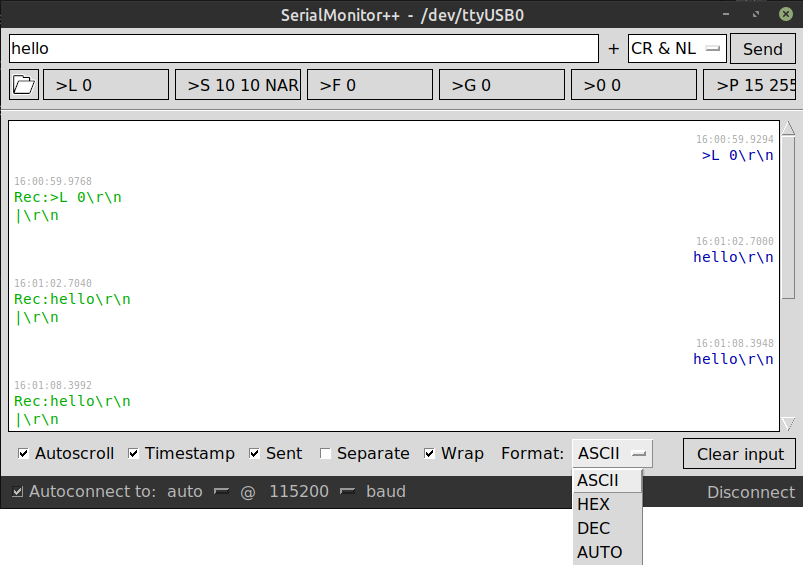 SerialMonitor++ - /dev/ttyUSB0
hello + CR & NL Send
>L 0 >S 10 10 NAR >F 0 >G 0 >0 0 >P 15 255
16:00:59.9294
>L 0\r\n
16:00:59.9768
Rec:>L 0\r\n
|\r\n
16:01:02.7000
hello\r\n
16:01:02.7040
Rec:hello\r\n
|\r\n
16:01:08.3948
hello\r\n
16:01:08.3992
Rec:hello\r\n
|\r\n
Autoscroll Timestamp Sent Separate Wrap Format: ASCII Clear input
ASCII
Autoconnect to: auto @ 115200 baud Disconnect
HEX
DEC
AUTO